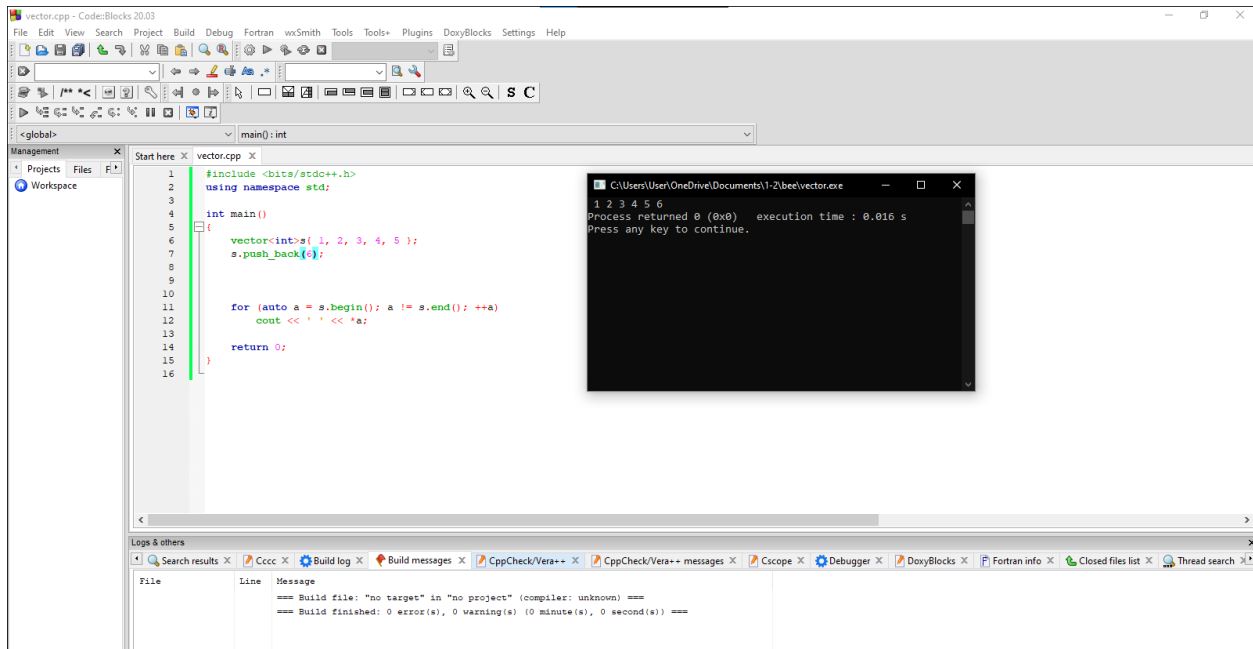 vector.cpp - Code::Blocks 20.03
File Edit View Search Project Build Debug Fortran wxSmith Tools Tools+ Plugins DoxyBlocks Settings Help
/** *<
.*
S C
<global>
main() : int
Management
Projects Files
Workspace
Start here X vector.cpp X
1 #include <bits/stdc++.h>
2 using namespace std;
3
4 int main()
5 {
6 vector<int>s{ 1, 2, 3, 4, 5 };
7 s.push_back(6);
8
9
10
11 for (auto a = s.begin(); a != s.end(); ++a)
12 cout << ' ' << *a;
13
14 return 0;
15 }
16
C:\Users\User\OneDrive\Documents\1-2\bee\vector.exe
1 2 3 4 5 6
Process returned 0 (0x0) execution time : 0.016 s
Press any key to continue.
Logs & others
Search results X Cccc X Build log X Build messages X CppCheck/Vera++ X CppCheck/Vera++ messages X Cscope X Debugger X DoxyBlocks X Fortran info X Closed files list X Thread search X
File Line Message
=== Build file: "no target" in "no project" (compiler: unknown) ===
=== Build finished: 0 error(s), 0 warning(s) (0 minute(s), 0 second(s)) ===